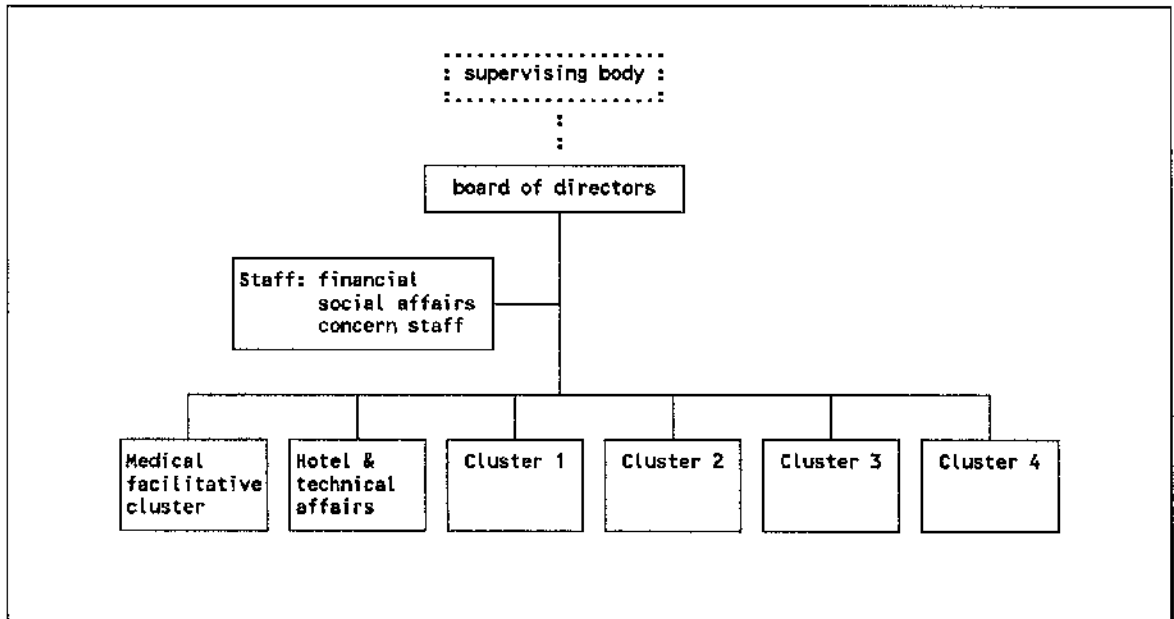 supervising body
board of directors
Staff: financial
social affairs
concern staff
Medical
facilitative
cluster
Hotel &
technical
affairs
Cluster 1
Cluster 2
Cluster 3
Cluster 4